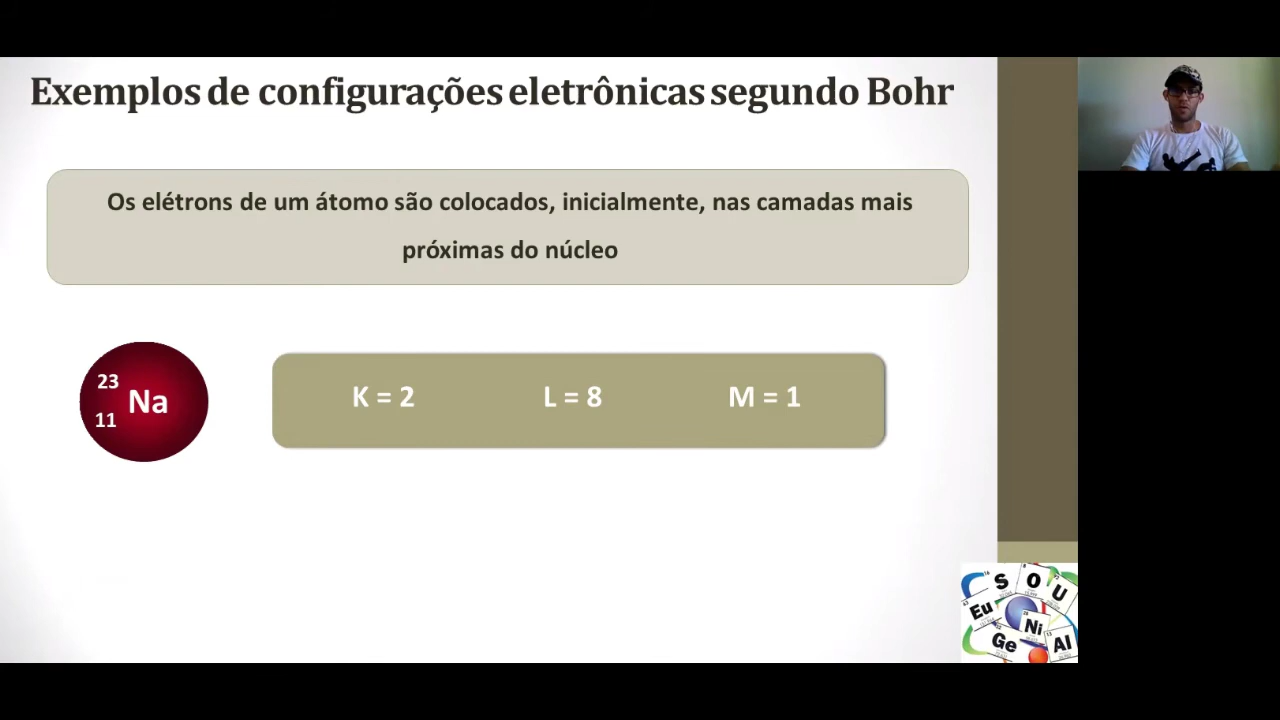 Exemplos de configurações eletrônicas segundo Bohr
Os elétrons de um átomo são colocados, inicialmente, nas camadas mais
próximas do núcleo
23
11
Na
K = 2 L = 8 M = 1
S O U
Eu
Ni
Ge Al